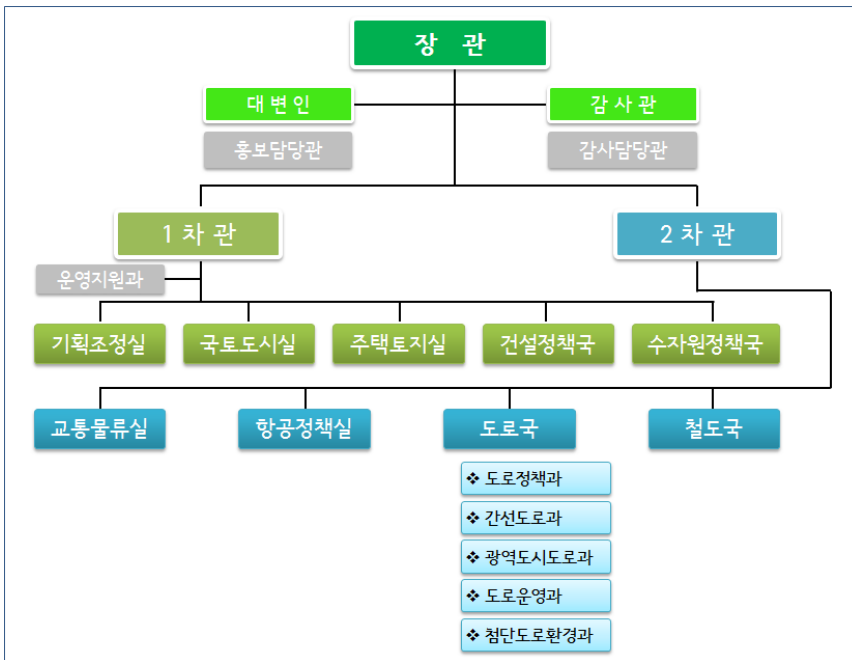 장 관
대 변 인
감 사 관
홍보담당관
감사담당관
1 차 관
2 차 관
운영지원과
기획조정실
국토도시실
주택토지실
건설정책국
수자원정책국
교통물류실
항공정책실
도로국
철도국
❖ 도로정책과
❖ 간선도로과
❖ 광역도시도로과
❖ 도로운영과
❖ 첨단도로환경과